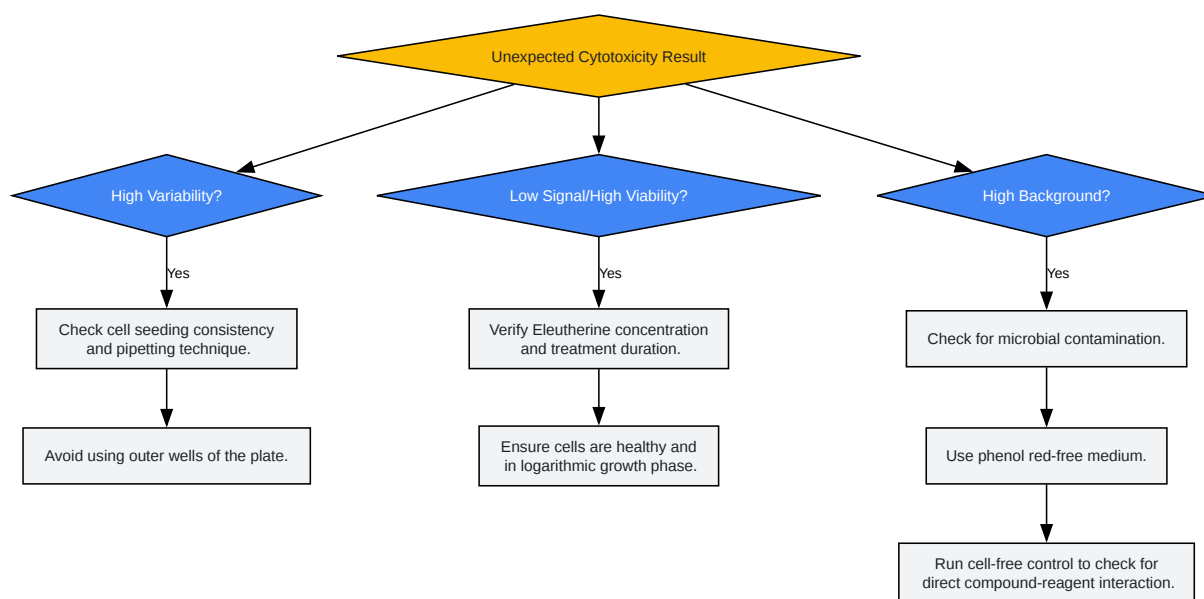 Unexpected Cytotoxicity Result
High Variability?
Low Signal/High Viability?
High Background?
Yes
Yes
Yes
Check cell seeding consistency
and pipetting technique.
Verify Eleutherine concentration
and treatment duration.
Check for microbial contamination.
Avoid using outer wells of the plate.
Ensure cells are healthy and
in logarithmic growth phase.
Use phenol red-free medium.
Run cell-free control to check for
direct compound-reagent interaction.